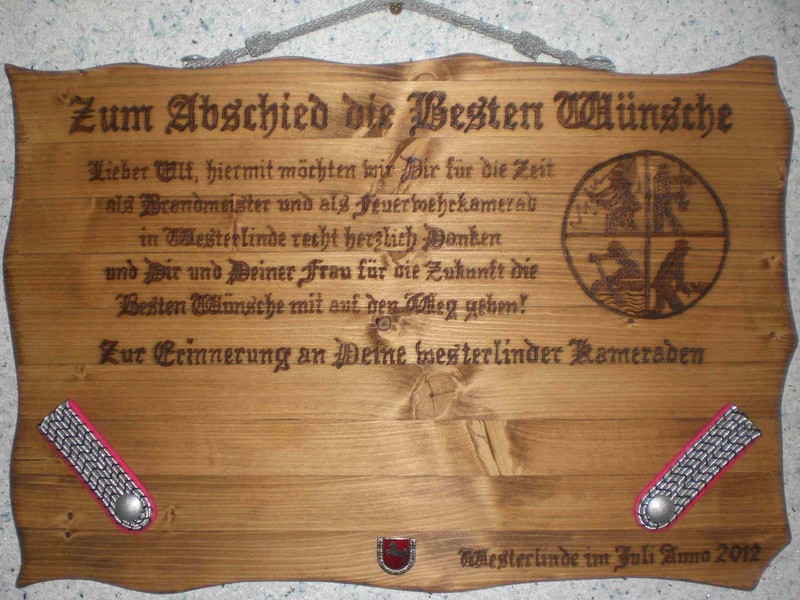 Zum Abschied die Besten Wünsche
Lieber Ulf, hiermit möchten wir Dir für die Zeit
als Brandmeister und als Feuerwehrkamerad
in Westerlinde recht herzlich Danken
und Dir und Deiner Frau für die Zukunft die
Besten Wünsche mit auf den Weg geben!
Zur Erinnerung an Deine westerlinder Kameraden
Westerlinde im Juli Anno 2012